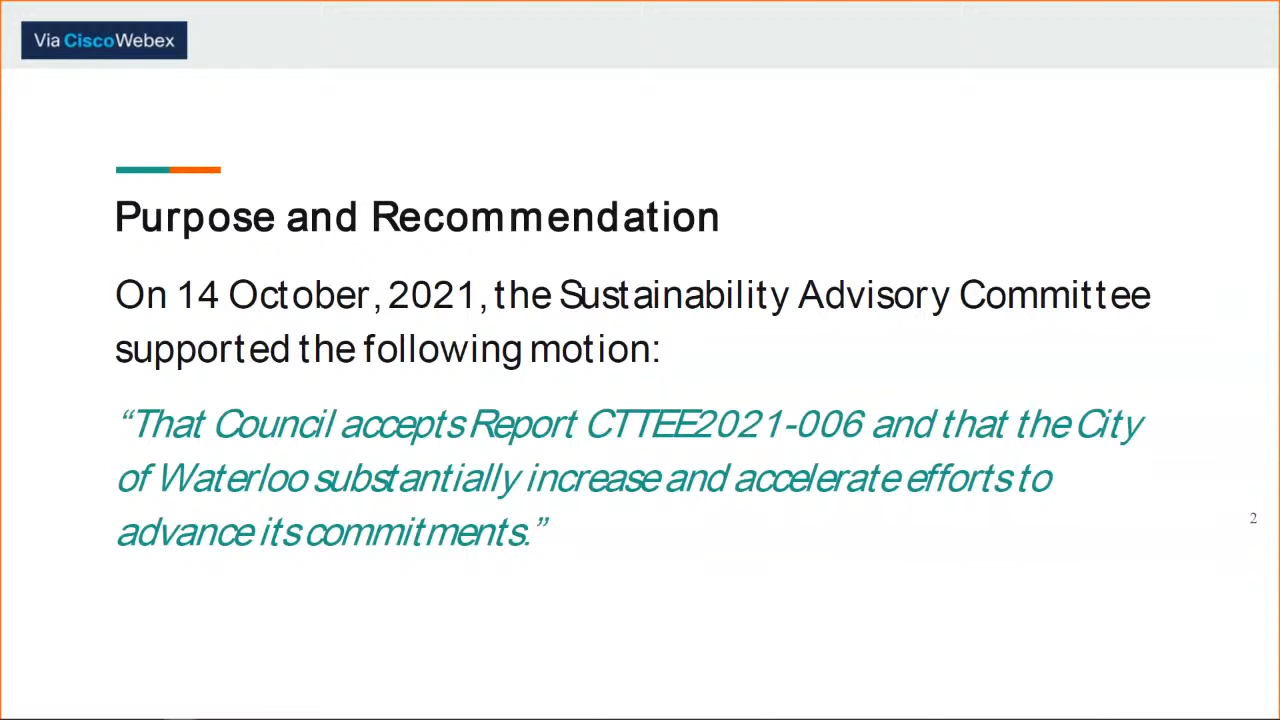 Via Cisco Webex
Purpose and Recommendation
On 14 October, 2021, the Sustainability Advisory Committee
supported the following motion:
“That Council accepts Report CTTEE2021-006 and that the City
of Waterloo substantially increase and accelerate efforts to
advance its commitments.”
2